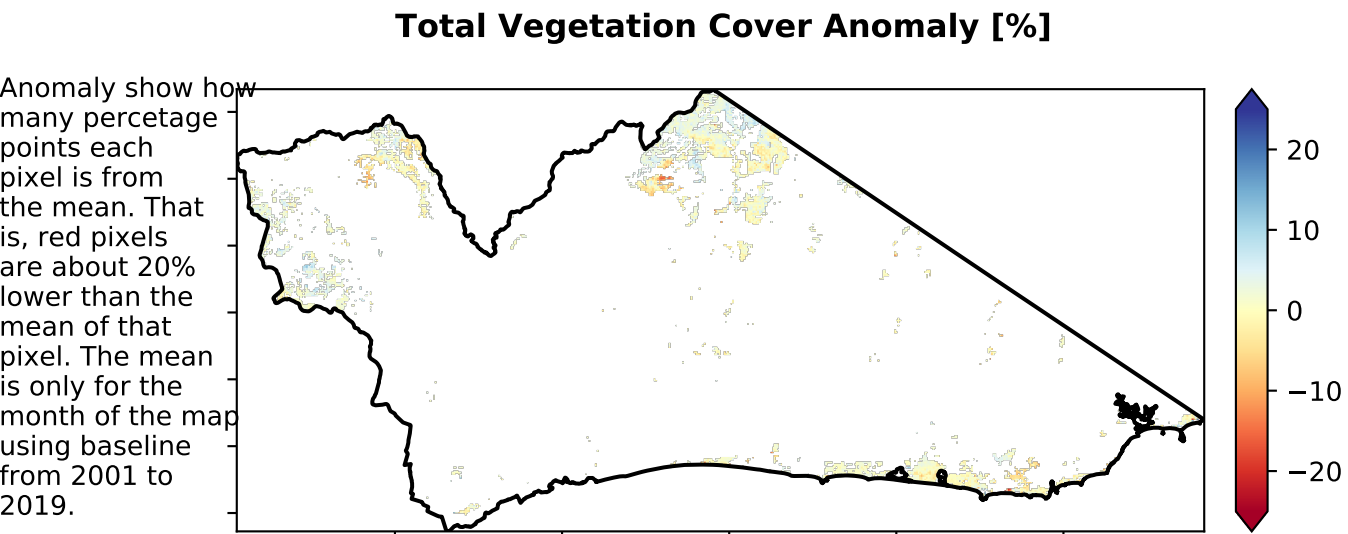 Total Vegetation Cover Anomaly [%]
Anomaly show how
many percetage
points each
pixel is from
the mean. That
is, red pixels
are about 20%
lower than the
mean of that
pixel. The mean
is only for the
month of the map
using baseline
from 2001 to
2019.
20
10
0
−10
−20